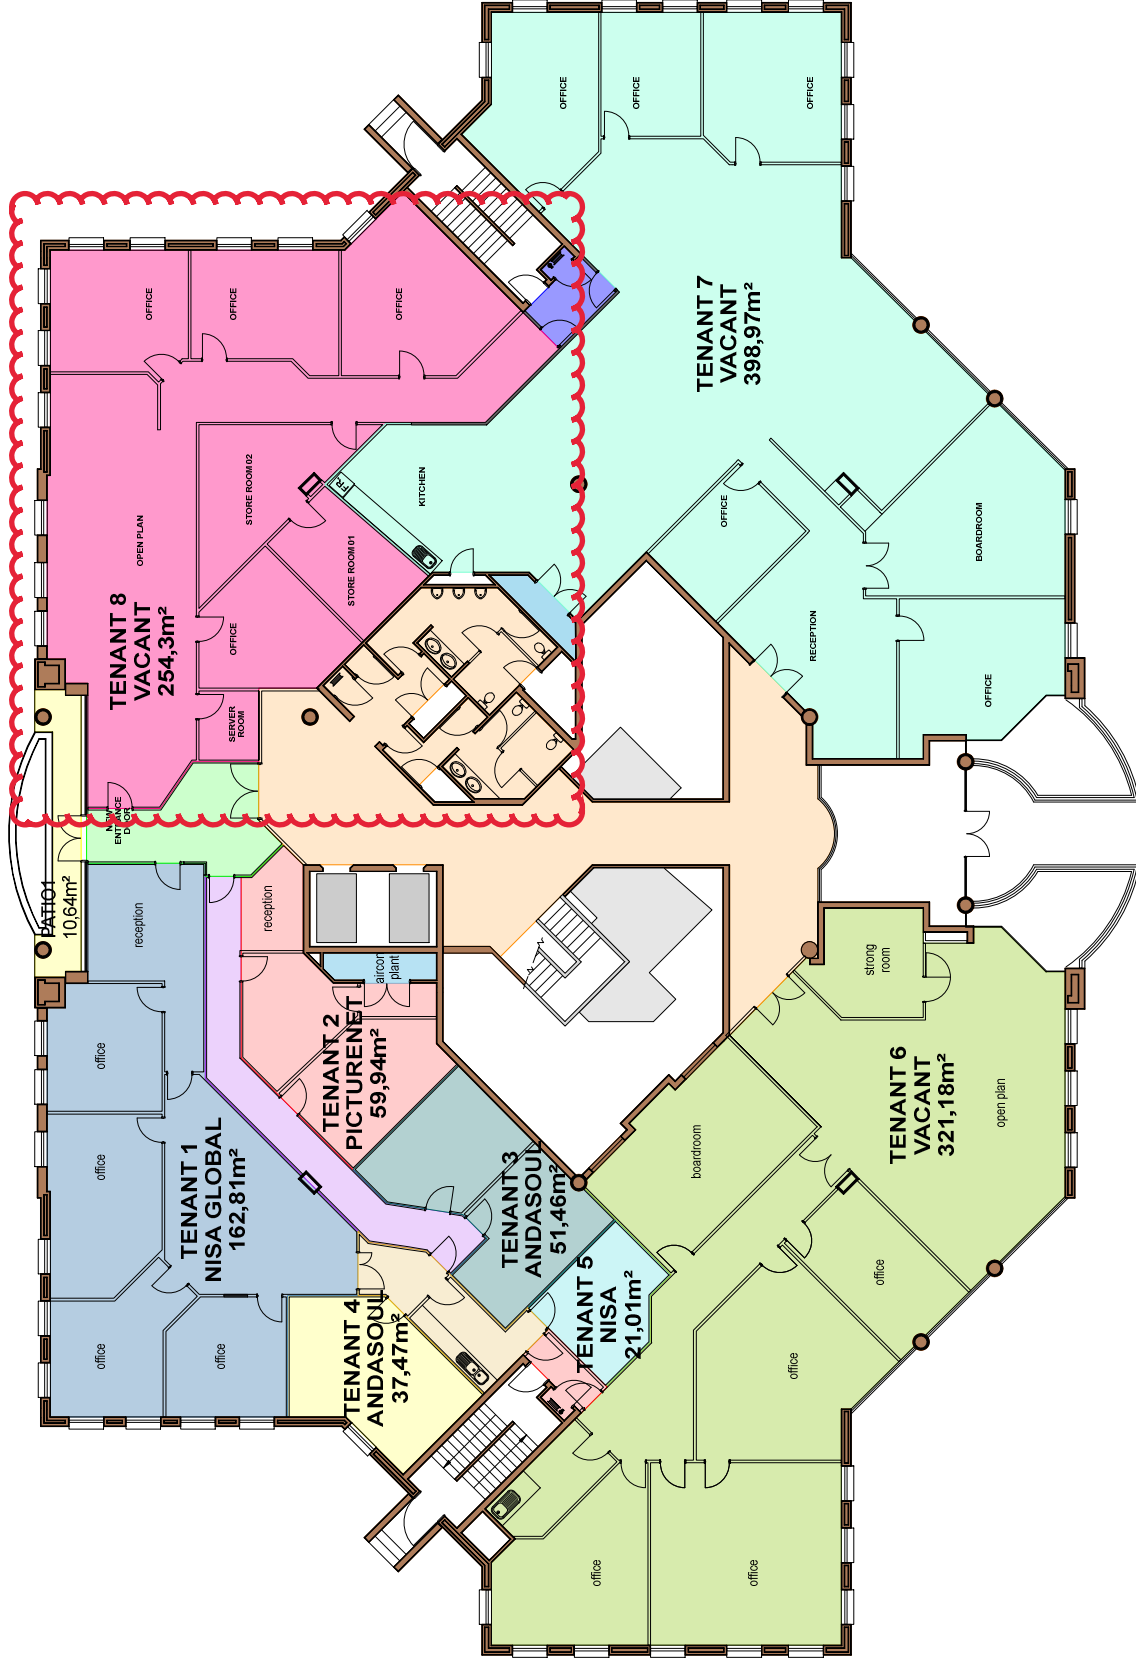 OFFICE
OFFICE
OFFICE
OFFICE
OFFICE
OFFICE
TENANT 7
VACANT
398,97m²
STORE ROOM 02
FR
KITCHEN
OFFICE
BOARDROOM
OPEN PLAN
STORE ROOM 01
TENANT 8
VACANT
254,3m²
OFFICE
RECEPTION
OFFICE
SERVER
ROOM
NEW
ENTRANCE
DOOR
PATIO1
10,64m²
reception
reception
aircon
plant
strong
room
office
TENANT 2
PICTURENET
59,94m²
TENANT 6
VACANT
321,18m²
open plan
office
boardroom
TENANT 1
NISA GLOBAL
162,81m²
TENANT 3
ANDASOUL
51,46m²
office
TENANT 5
NISA
21,01m²
office
office
TENANT 4
ANDASOUL
37,47m²
office
office
office